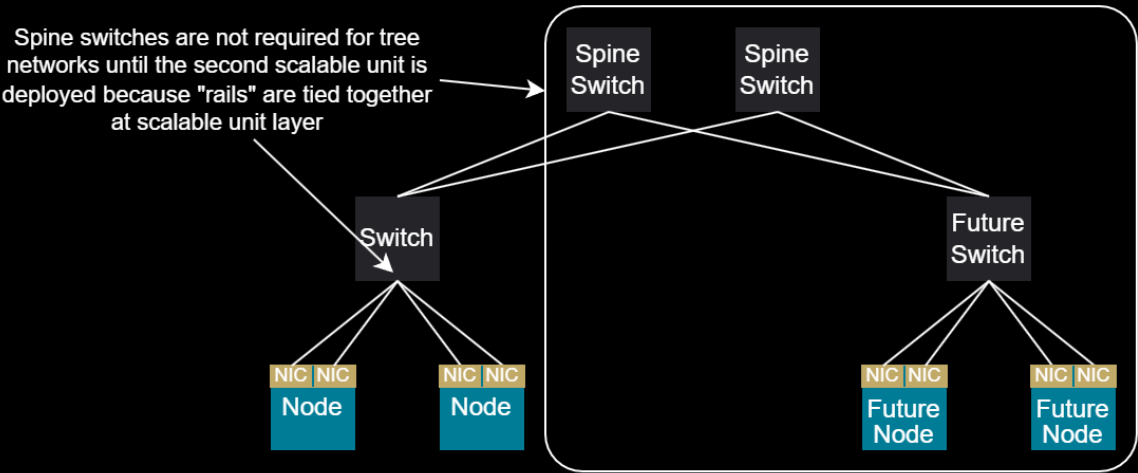 Spine switches are not required for tree
networks until the second scalable unit is
deployed because "rails" are tied together
at scalable unit layer
Spine
Switch
Spine
Switch
Switch
Future
Switch
NIC NIC
Node
NIC NIC
Node
NIC NIC
Future
Node
NIC NIC
Future
Node